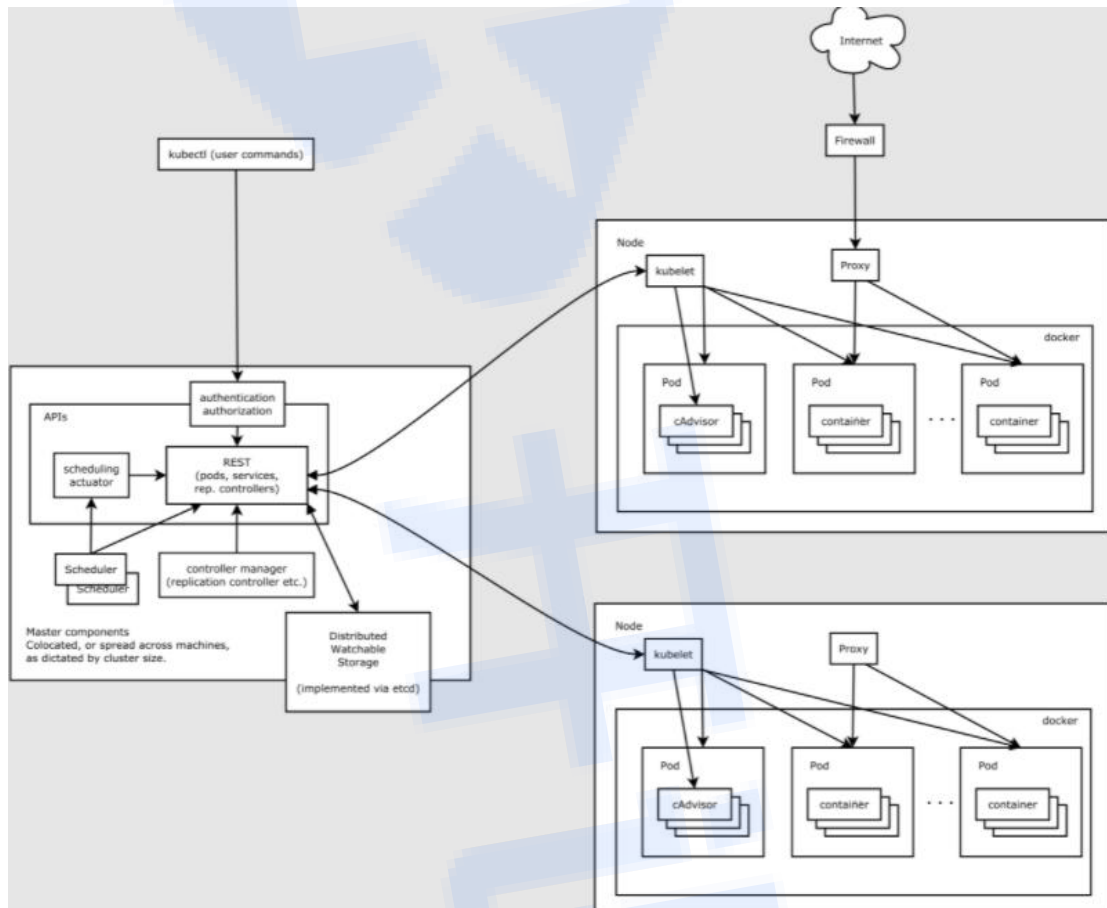 Internet
Firewall
kubectl (user commands)
authentication
authorization
APIs
scheduling
actuator
REST
(pods, services,
rep. controllers)
Scheduler
Scheduler
controller manager
(replication controller etc.)
Master components
Colocated, or spread across machines,
as dictated by cluster size.
Distributed
Watchable
Storage
(implemented via etcd)
Node
kubelet
Proxy
docker
Pod
cAdvisor
Pod
container
. . .
Pod
container
Node
kubelet
Proxy
docker
Pod
cAdvisor
Pod
container
. . .
Pod
container